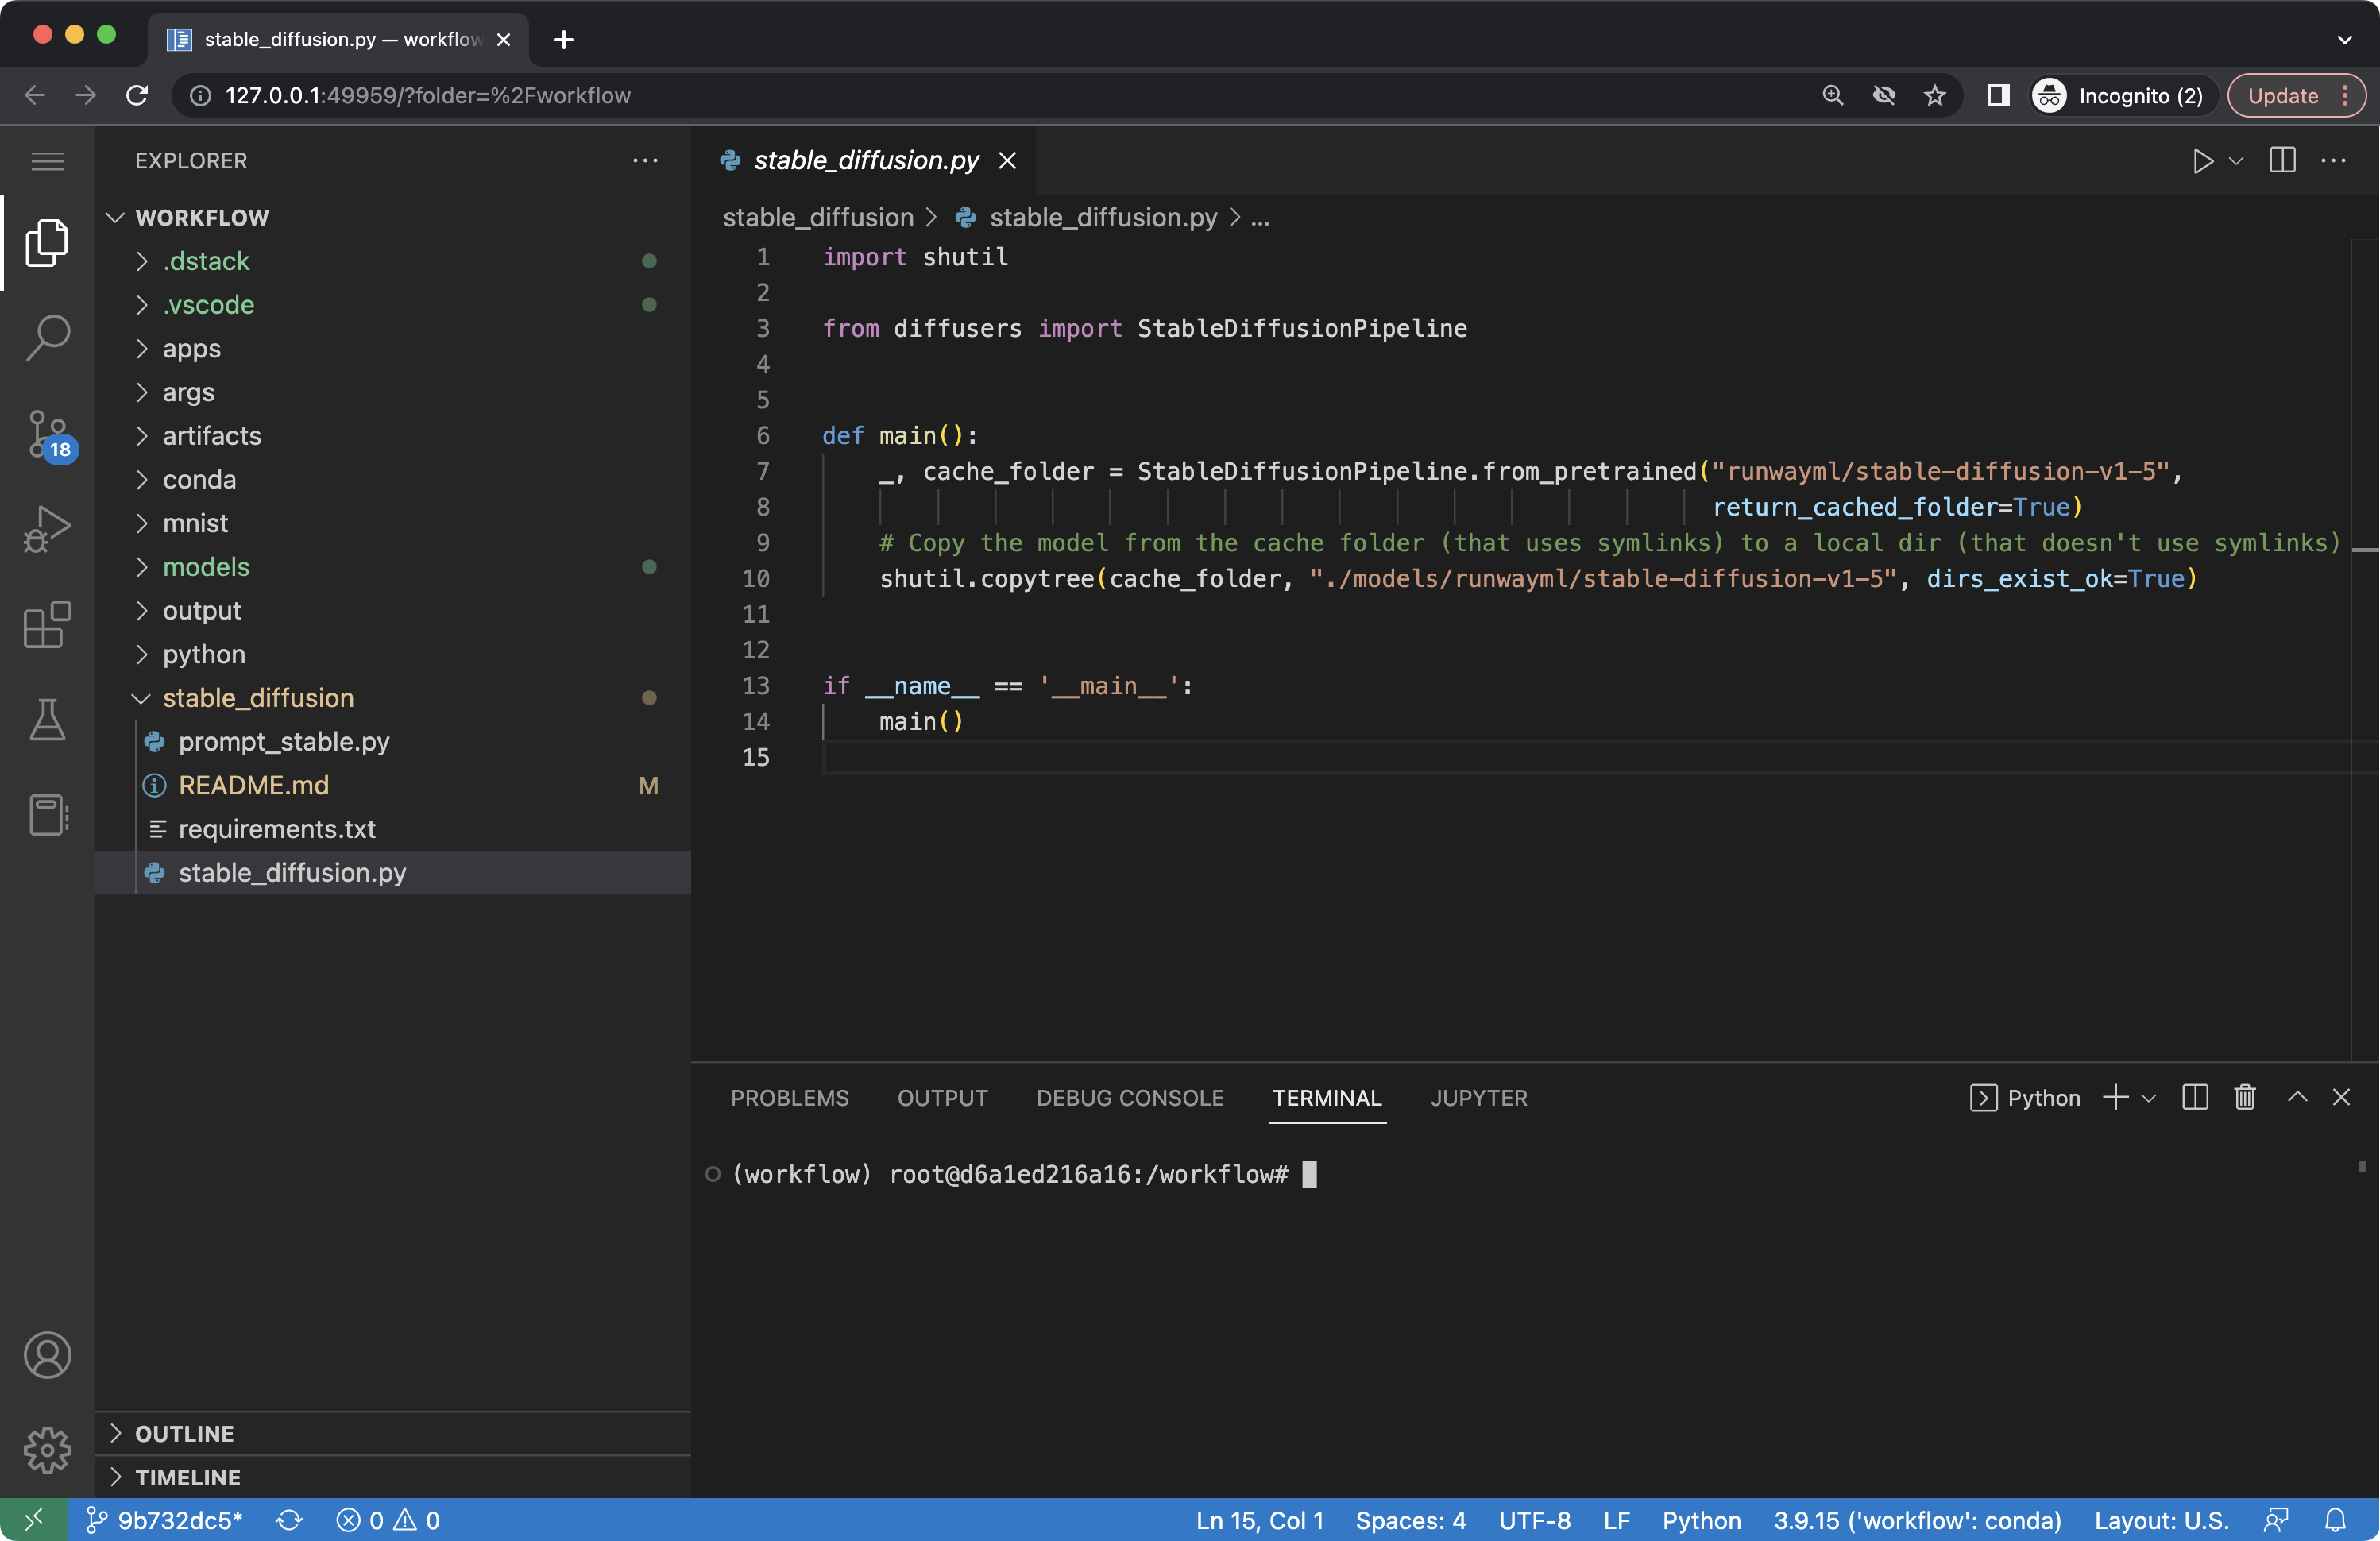 stable_diffusion.py — workflow
127.0.0.1:49959/?folder=%2Fworkflow
Incognito (2)
Update
EXPLORER
WORKFLOW
.dstack
.vscode
apps
args
artifacts
18
conda
mnist
models
output
python
stable_diffusion
prompt_stable.py
README.md M
requirements.txt
stable_diffusion.py
OUTLINE
TIMELINE
stable_diffusion.py
stable_diffusion > stable_diffusion.py > ...
1 import shutil
2
3 from diffusers import StableDiffusionPipeline
4
5
6 def main():
7 _, cache_folder = StableDiffusionPipeline.from_pretrained("runwayml/stable-diffusion-v1-5",
8 return_cached_folder=True)
9 # Copy the model from the cache folder (that uses symlinks) to a local dir (that doesn't use symlinks)
10 shutil.copytree(cache_folder, "./models/runwayml/stable-diffusion-v1-5", dirs_exist_ok=True)
11
12
13 if __name__ == '__main__':
14 main()
15
PROBLEMS OUTPUT DEBUG CONSOLE TERMINAL JUPYTER Python
(workflow) root@d6a1ed216a16:/workflow#
9b732dc5* 0 0 Ln 15, Col 1 Spaces: 4 UTF-8 LF Python 3.9.15 ('workflow': conda) Layout: U.S.